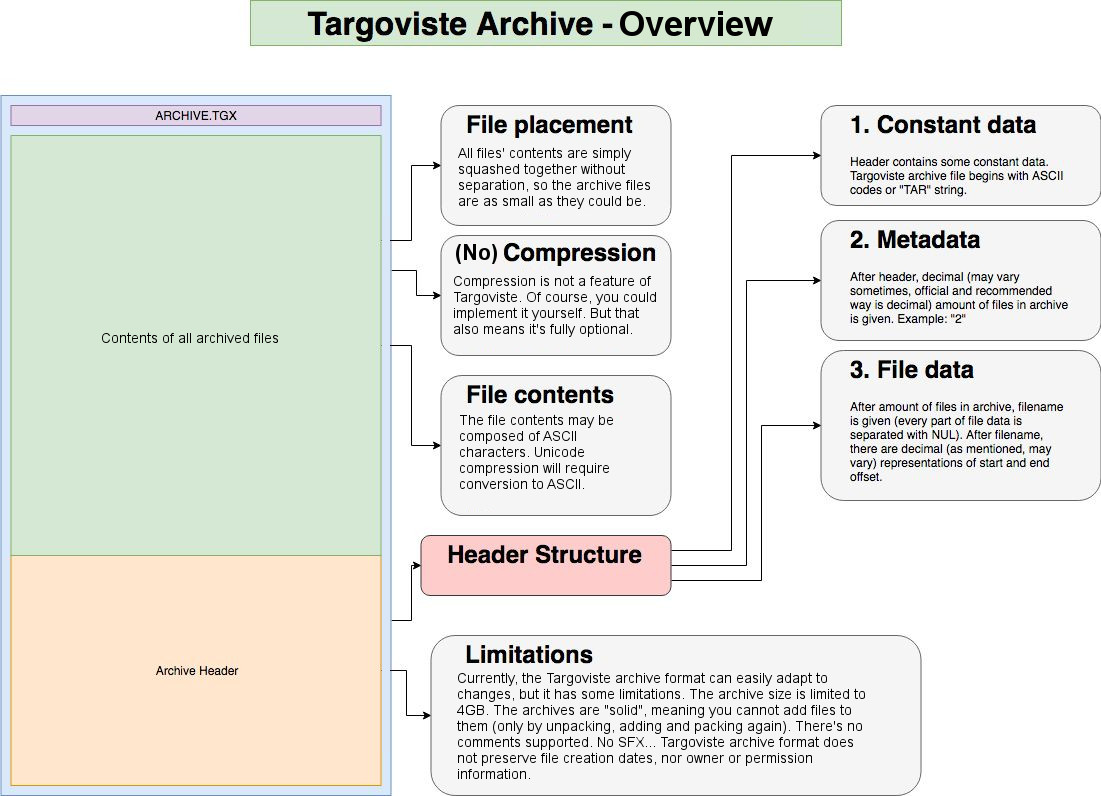 Targoviste Archive - Overview
ARCHIVE.TGX
Contents of all archived files
Archive Header
File placement
All files' contents are simply
squashed together without
separation, so the archive files
are as small as they could be.
(No) Compression
Compression is not a feature of
Targoviste. Of course, you could
implement it yourself. But that
also means it's fully optional.
File contents
The file contents may be
composed of ASCII
characters. Unicode
compression will require
conversion to ASCII.
Header Structure
Limitations
Currently, the Targoviste archive format can easily adapt to
changes, but it has some limitations. The archive size is limited to
4GB. The archives are "solid", meaning you cannot add files to
them (only by unpacking, adding and packing again). There's no
comments supported. No SFX... Targoviste archive format does
not preserve file creation dates, nor owner or permission
information.
1. Constant data
Header contains some constant data.
Targoviste archive file begins with ASCII
codes or "TAR" string.
2. Metadata
After header, decimal (may vary
sometimes, official and recommended
way is decimal) amount of files in archive
is given. Example: "2"
3. File data
After amount of files in archive, filename
is given (every part of file data is
separated with NUL). After filename,
there are decimal (as mentioned, may
vary) representations of start and end
offset.